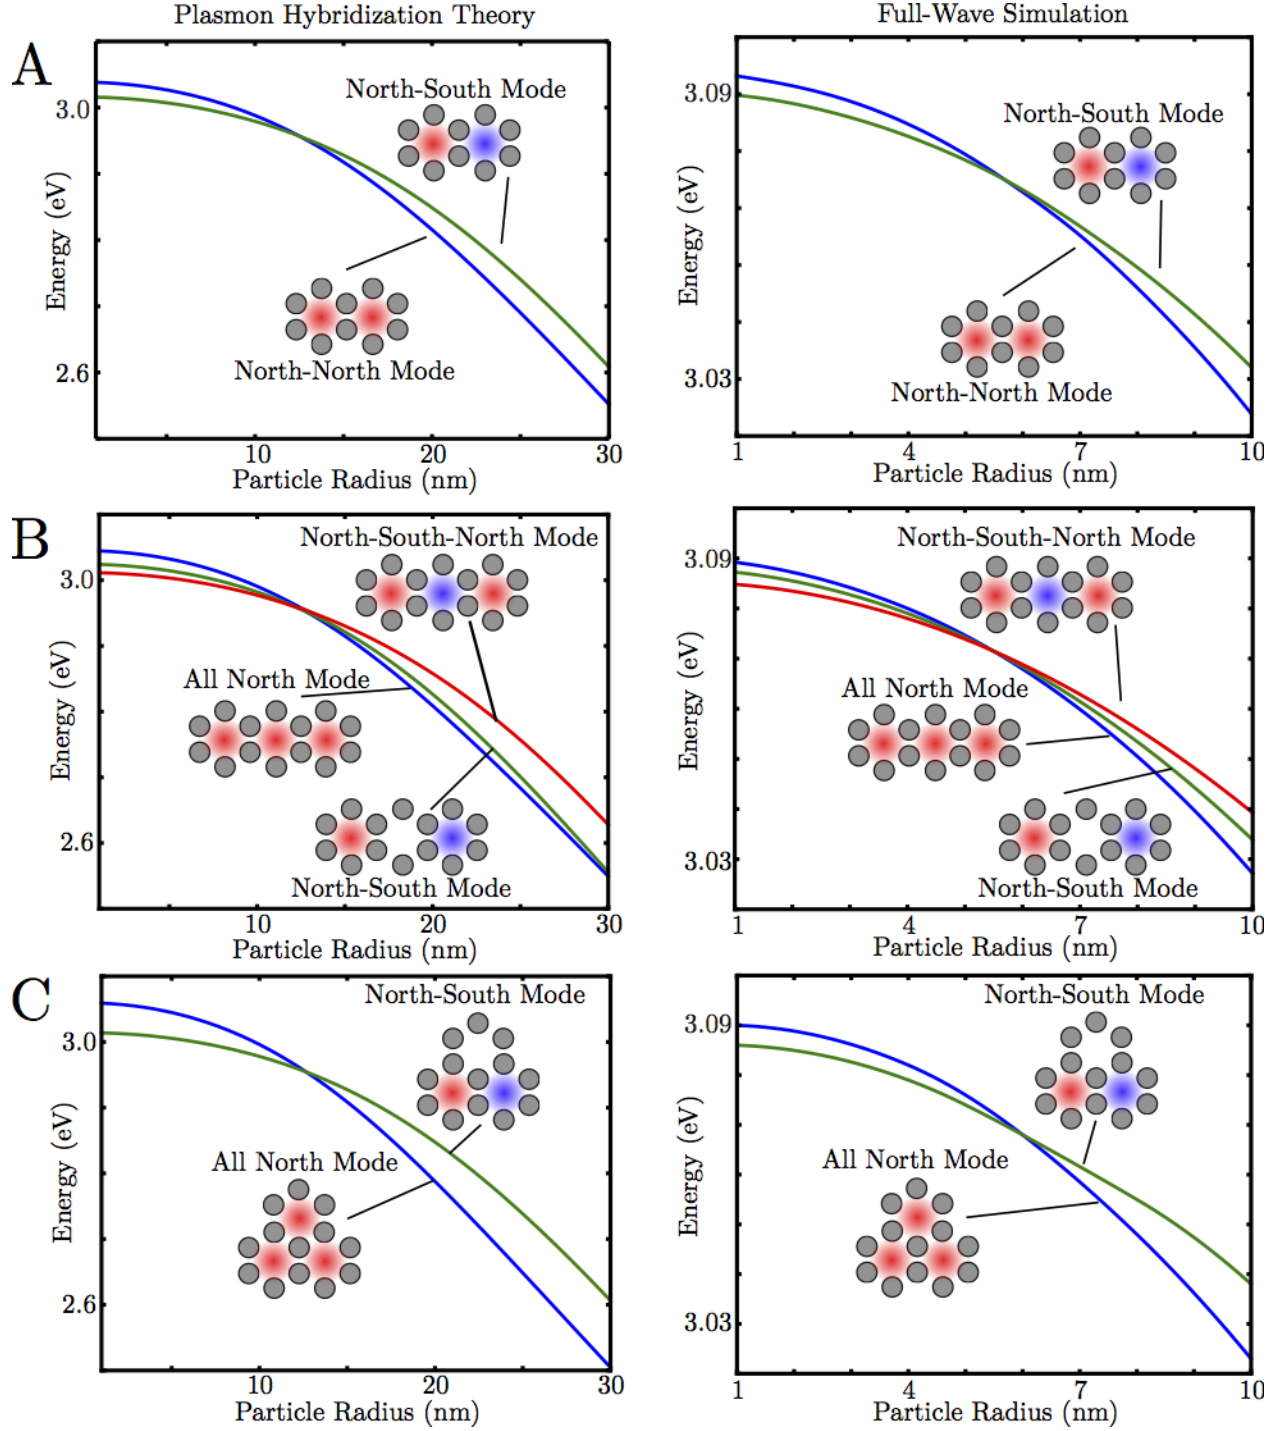 Plasmon Hybridization Theory
Full-Wave Simulation
A
North-South Mode
North-North Mode
3.0
2.6
Energy (eV)
10
20
30
Particle Radius (nm)
North-South Mode
North-North Mode
3.09
3.03
Energy (eV)
1
4
7
10
Particle Radius (nm)
B
North-South-North Mode
All North Mode
North-South Mode
3.0
2.6
Energy (eV)
10
20
30
Particle Radius (nm)
North-South-North Mode
All North Mode
North-South Mode
3.09
3.03
Energy (eV)
1
4
7
10
Particle Radius (nm)
C
North-South Mode
All North Mode
3.0
2.6
Energy (eV)
10
20
30
Particle Radius (nm)
North-South Mode
All North Mode
3.09
3.03
Energy (eV)
1
4
7
10
Particle Radius (nm)